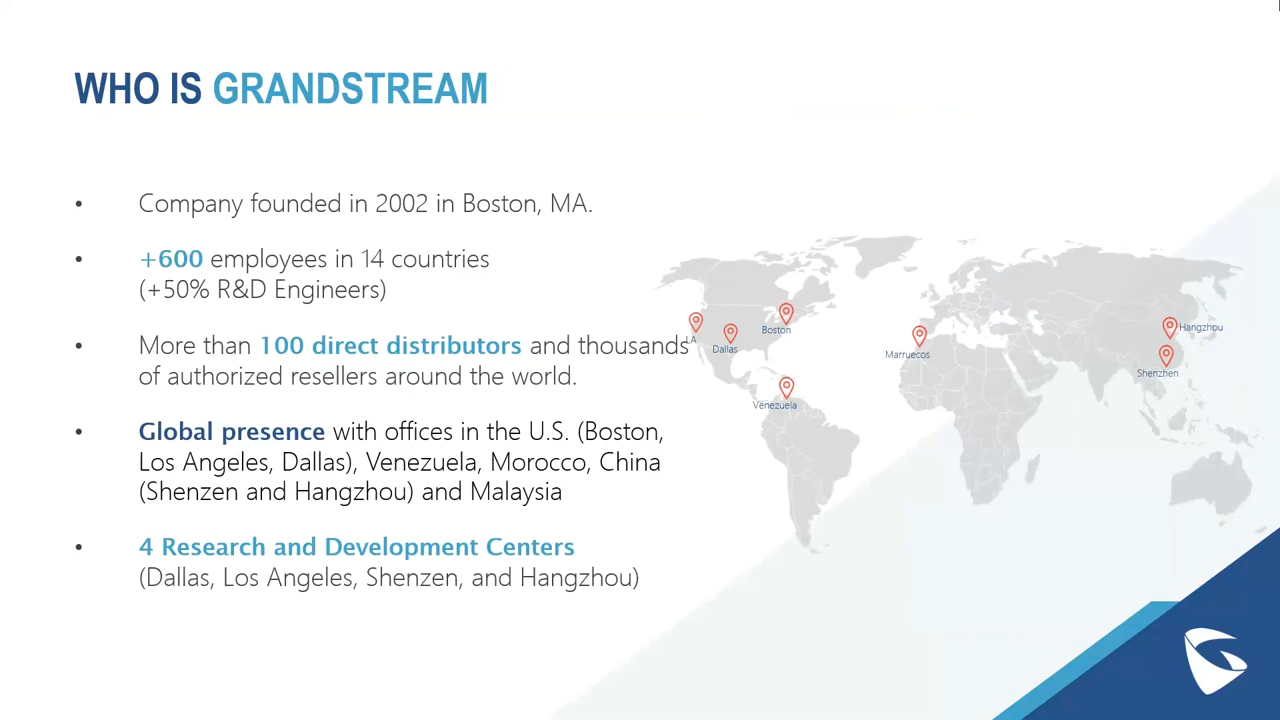 WHO IS GRANDSTREAM
• Company founded in 2002 in Boston, MA.
• +600 employees in 14 countries
(+50% R&D Engineers)
• More than 100 direct distributors and thousands
of authorized resellers around the world.
• Global presence with offices in the U.S. (Boston,
Los Angeles, Dallas), Venezuela, Morocco, China
(Shenzen and Hangzhou) and Malaysia
• 4 Research and Development Centers
(Dallas, Los Angeles, Shenzen, and Hangzhou)
LA
Dallas
Boston
Venezuela
Marruecos
Hangzhou
Shenzhen